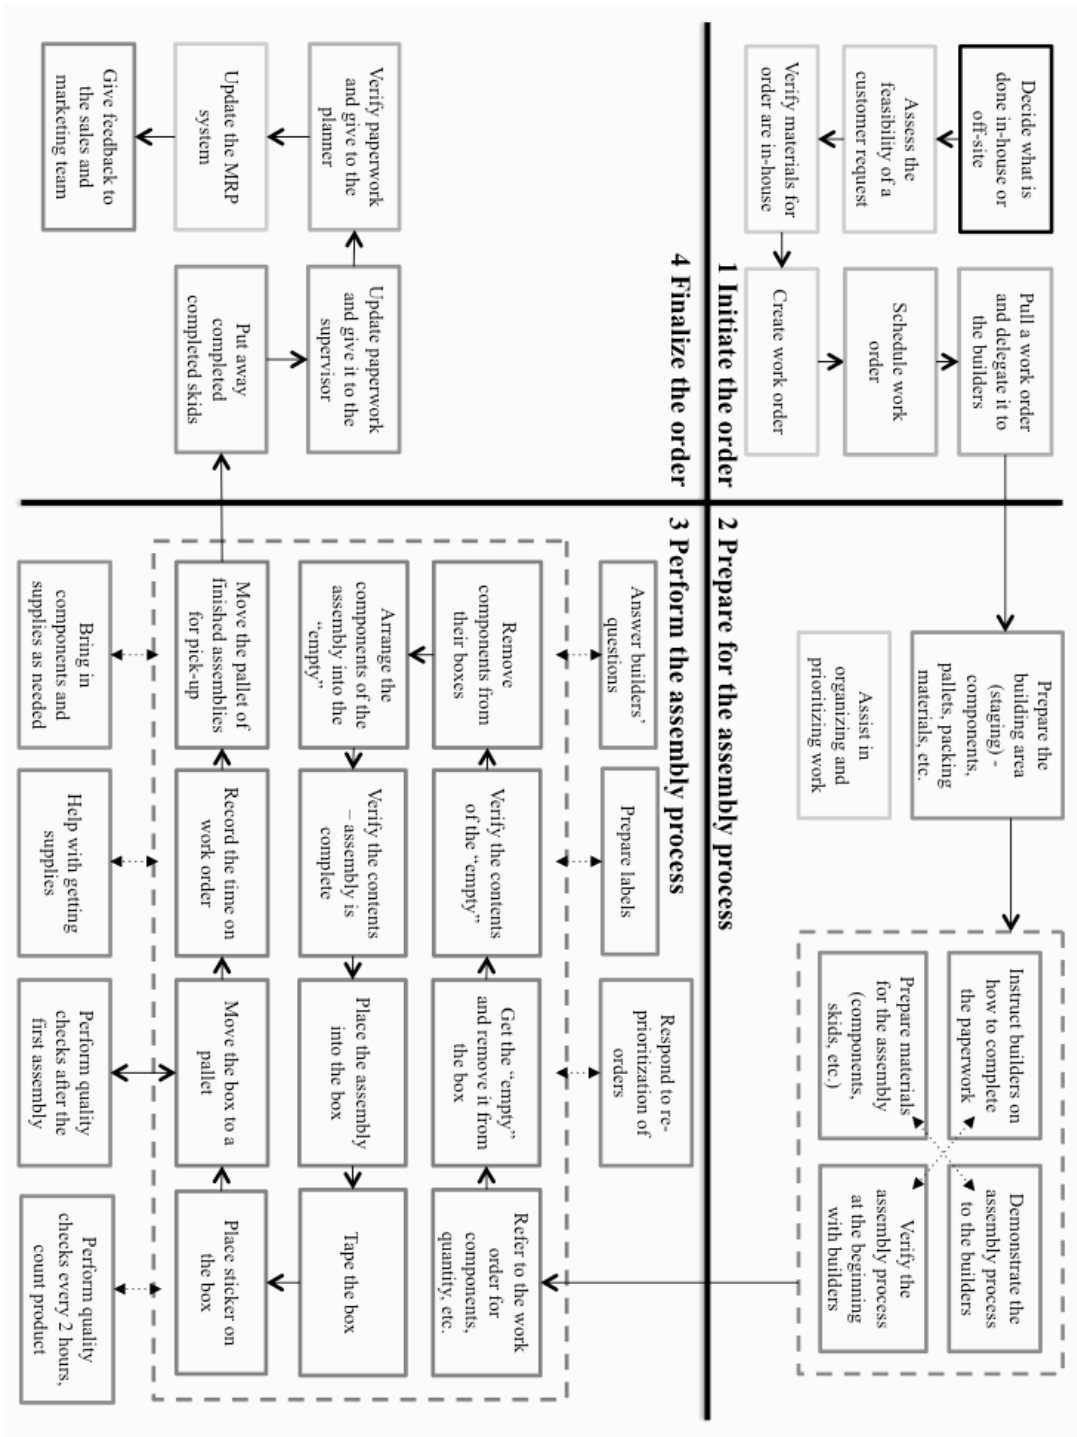 1 Initiate the order
Decide what is
done in-house or
off-site
Assess the
feasibility of a
customer request
Verify materials for
order are in-house
Create work order
Schedule work
order
Pull a work order
and delegate it to
the builders
2 Prepare for the assembly process
Prepare the
building area
(staging) -
components,
pallets, packing
materials, etc.
Assist in
organizing and
prioritizing work
Instruct builders on
how to complete
the paperwork
Demonstrate the
assembly process
to the builders
Prepare materials
for the assembly
(components,
skids, etc.)
Verify the
assembly process
at the beginning
with builders
3 Perform the assembly process
Answer builders’
questions
Prepare labels
Respond to re-
prioritization of
orders
Refer to the work
order for
components,
quantity, etc.
Get the “empty”
and remove it from
the box
Verify the contents
of the “empty”
Remove
components from
their boxes
Arrange the
components of the
assembly into the
“empty”
Verify the contents
– assembly is
complete
Place the assembly
into the box
Tape the box
Place sticker on
the box
Move the box to a
pallet
Record the time on
work order
Move the pallet of
finished assemblies
for pick-up
Bring in
components and
supplies as needed
Help with getting
supplies
Perform quality
checks after the
first assembly
Perform quality
checks every 2 hours,
count product
4 Finalize the order
Put away
completed
completed skids
Update paperwork
and give it to the
supervisor
Verify paperwork
and give to the
planner
Update the MRP
system
Give feedback to
the sales and
marketing team